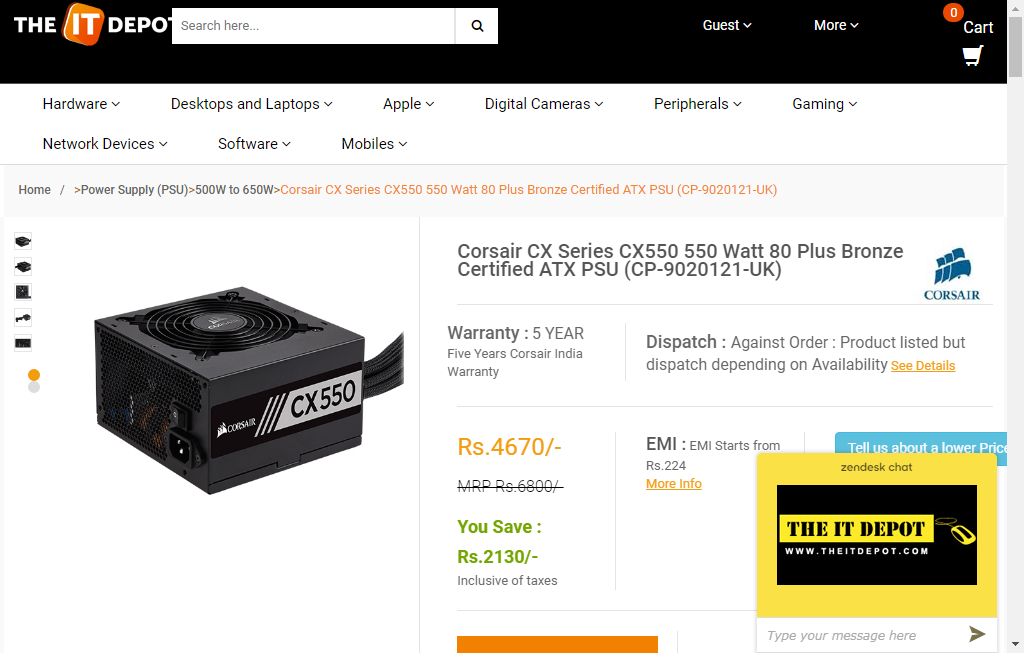 THE IT DEPOT
Search here...
Guest
More
0
Cart
Hardware
Desktops and Laptops
Apple
Digital Cameras
Peripherals
Gaming
Network Devices
Software
Mobiles
Home / >Power Supply (PSU)>500W to 650W>Corsair CX Series CX550 550 Watt 80 Plus Bronze Certified ATX PSU (CP-9020121-UK)
Corsair CX Series CX550 550 Watt 80 Plus Bronze
Certified ATX PSU (CP-9020121-UK)
CORSAIR
CORSAIR
CORSAIR
CX550
Warranty : 5 YEAR
Five Years Corsair India
Warranty
Dispatch : Against Order : Product listed but
dispatch depending on Availability See Details
Rs.4670/-
MRP Rs.6800/-
You Save :
Rs.2130/-
Inclusive of taxes
EMI : EMI Starts from
Rs.224
More Info
Tell us about a lower Price
zendesk chat
THE IT DEPOT
WWW.THEITDEPOT.COM
Type your message here